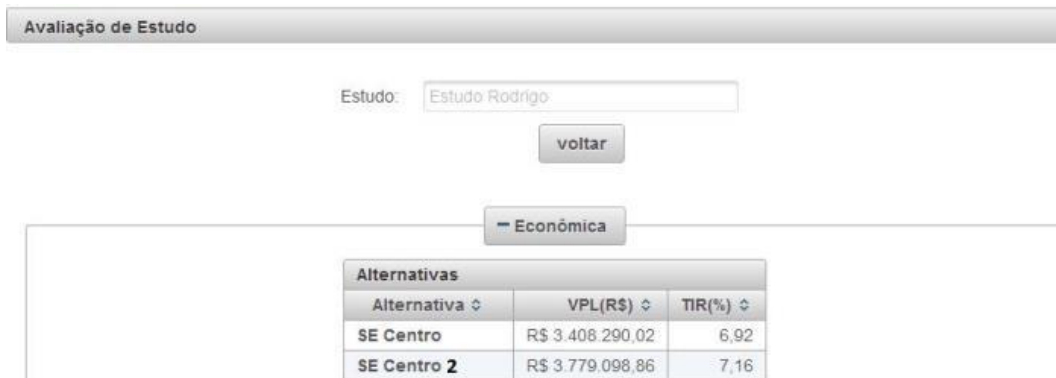 Avaliação de Estudo
Estudo: Estudo Rodrigo
voltar
Econômica
Alternativas
Alternativa VPL(R$) TIR(%)
SE Centro R$ 3.408.290,02 6,92
SE Centro 2 R$ 3.779.098,86 7,16